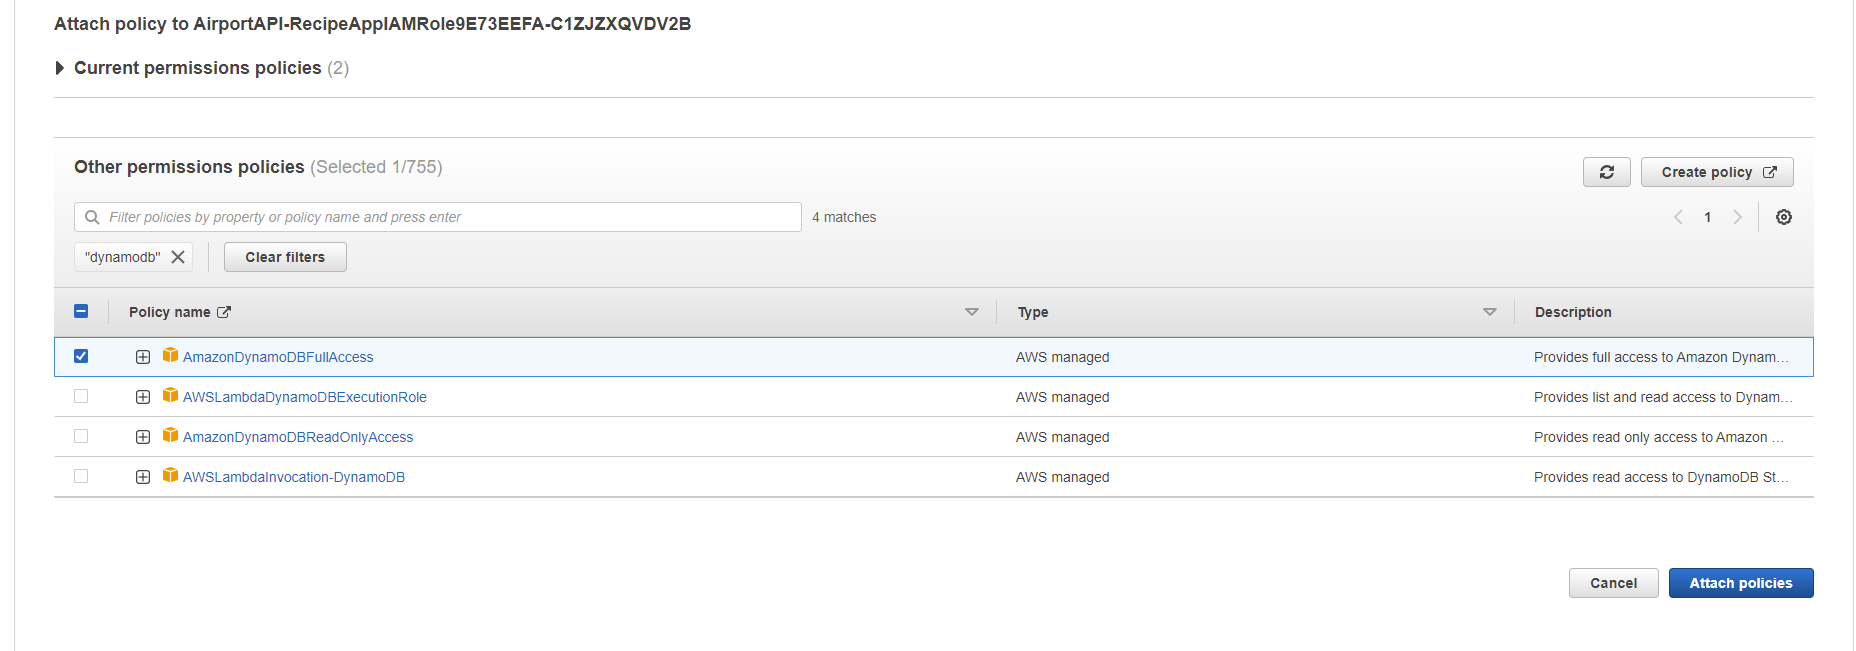 Attach policy to AirportAPI-RecipeAppIAMRole9E73EEFA-C1ZJZXQVDV2B
Current permissions policies (2)
Other permissions policies (Selected 1/755)
Create policy
Filter policies by property or policy name and press enter
4 matches
1
"dynamodb"
Clear filters
Policy name Type Description
AmazonDynamoDBFullAccess AWS managed Provides full access to Amazon Dynam...
AWSLambdaDynamoDBExecutionRole AWS managed Provides list and read access to Dynam...
AmazonDynamoDBReadOnlyAccess AWS managed Provides read only access to Amazon ...
AWSLambdaInvocation-DynamoDB AWS managed Provides read access to DynamoDB St...
Cancel Attach policies